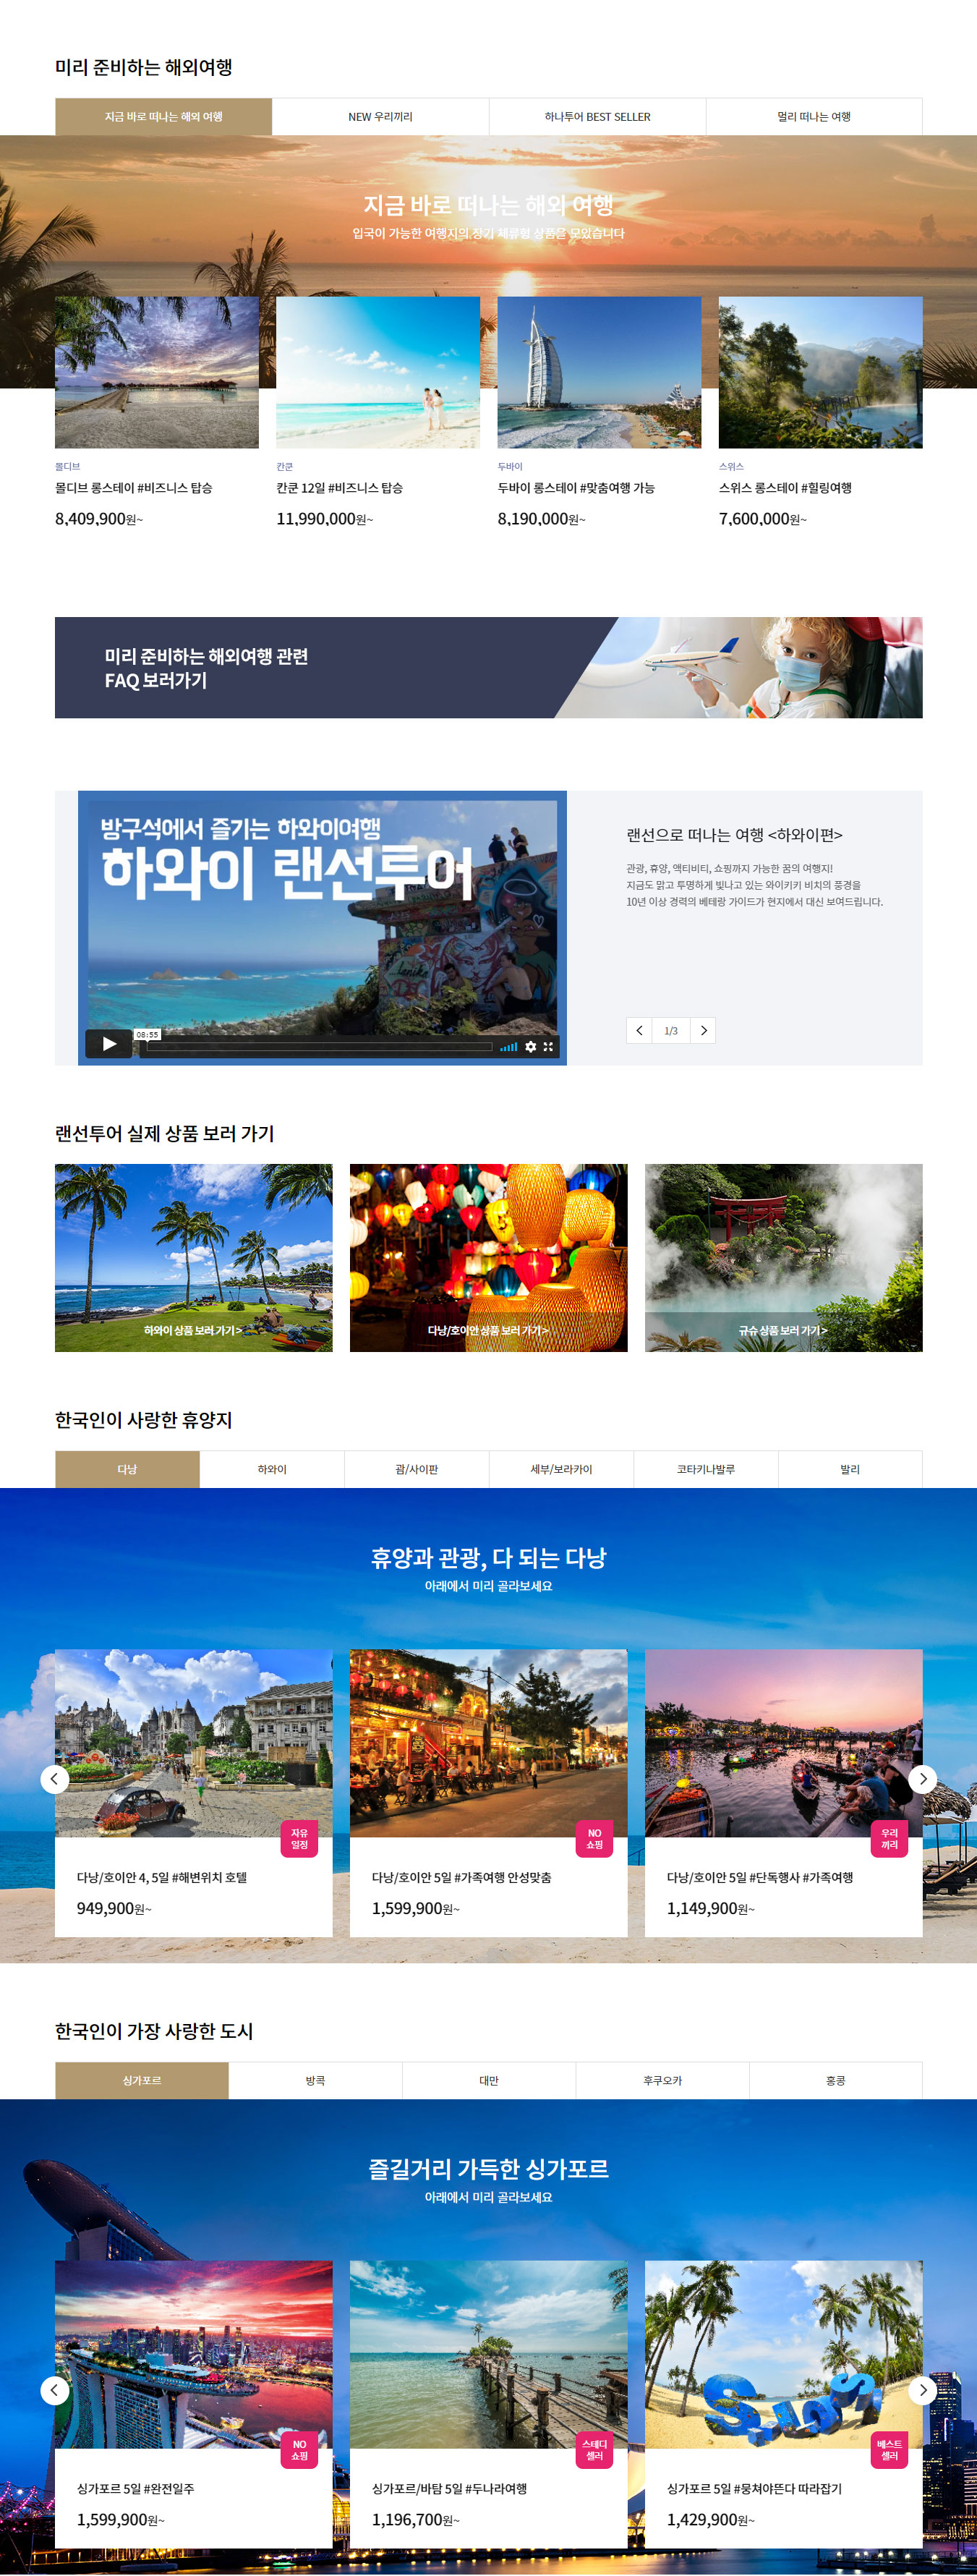 미리 준비하는 해외여행
지금 바로 떠나는 해외 여행
NEW 우리끼리
하나투어 BEST SELLER
멀리 떠나는 여행
지금 바로 떠나는 해외 여행
입국이 가능한 여행지의 장기 체류형 상품을 모았습니다
몰디브
몰디브 롱스테이 #비즈니스 탑승
8,409,900원~
칸쿤
칸쿤 12일 #비즈니스 탑승
11,990,000원~
두바이
두바이 롱스테이 #맞춤여행 가능
8,190,000원~
스위스
스위스 롱스테이 #힐링여행
7,600,000원~
미리 준비하는 해외여행 관련
FAQ 보러가기
방구석에서 즐기는 하와이여행
하와이 랜선투어
08:55
랜선으로 떠나는 여행 <하와이편>
관광, 휴양, 액티비티, 쇼핑까지 가능한 꿈의 여행지!
지금도 맑고 투명하게 빛나고 있는 와이키키 비치의 풍경을
10년 이상 경력의 베테랑 가이드가 현지에서 대신 보여드립니다.
1/3
랜선투어 실제 상품 보러 가기
하와이 상품 보러 가기 >
다낭/호이안 상품 보러 가기 >
규슈 상품 보러 가기 >
한국인이 사랑한 휴양지
다낭
하와이
괌/사이판
세부/보라카이
코타키나발루
발리
휴양과 관광, 다 되는 다낭
아래에서 미리 골라보세요
자유
일정
다낭/호이안 4, 5일 #해변위치 호텔
949,900원~
NO
쇼핑
다낭/호이안 5일 #가족여행 안성맞춤
1,599,900원~
우리
끼리
다낭/호이안 5일 #단독행사 #가족여행
1,149,900원~
한국인이 가장 사랑한 도시
싱가포르
방콕
대만
후쿠오카
홍콩
즐길거리 가득한 싱가포르
아래에서 미리 골라보세요
NO
쇼핑
싱가포르 5일 #완전일주
1,599,900원~
스테디
셀러
싱가포르/바탐 5일 #두나라여행
1,196,700원~
베스트
셀러
싱가포르 5일 #뭉쳐야뜬다 따라잡기
1,429,900원~